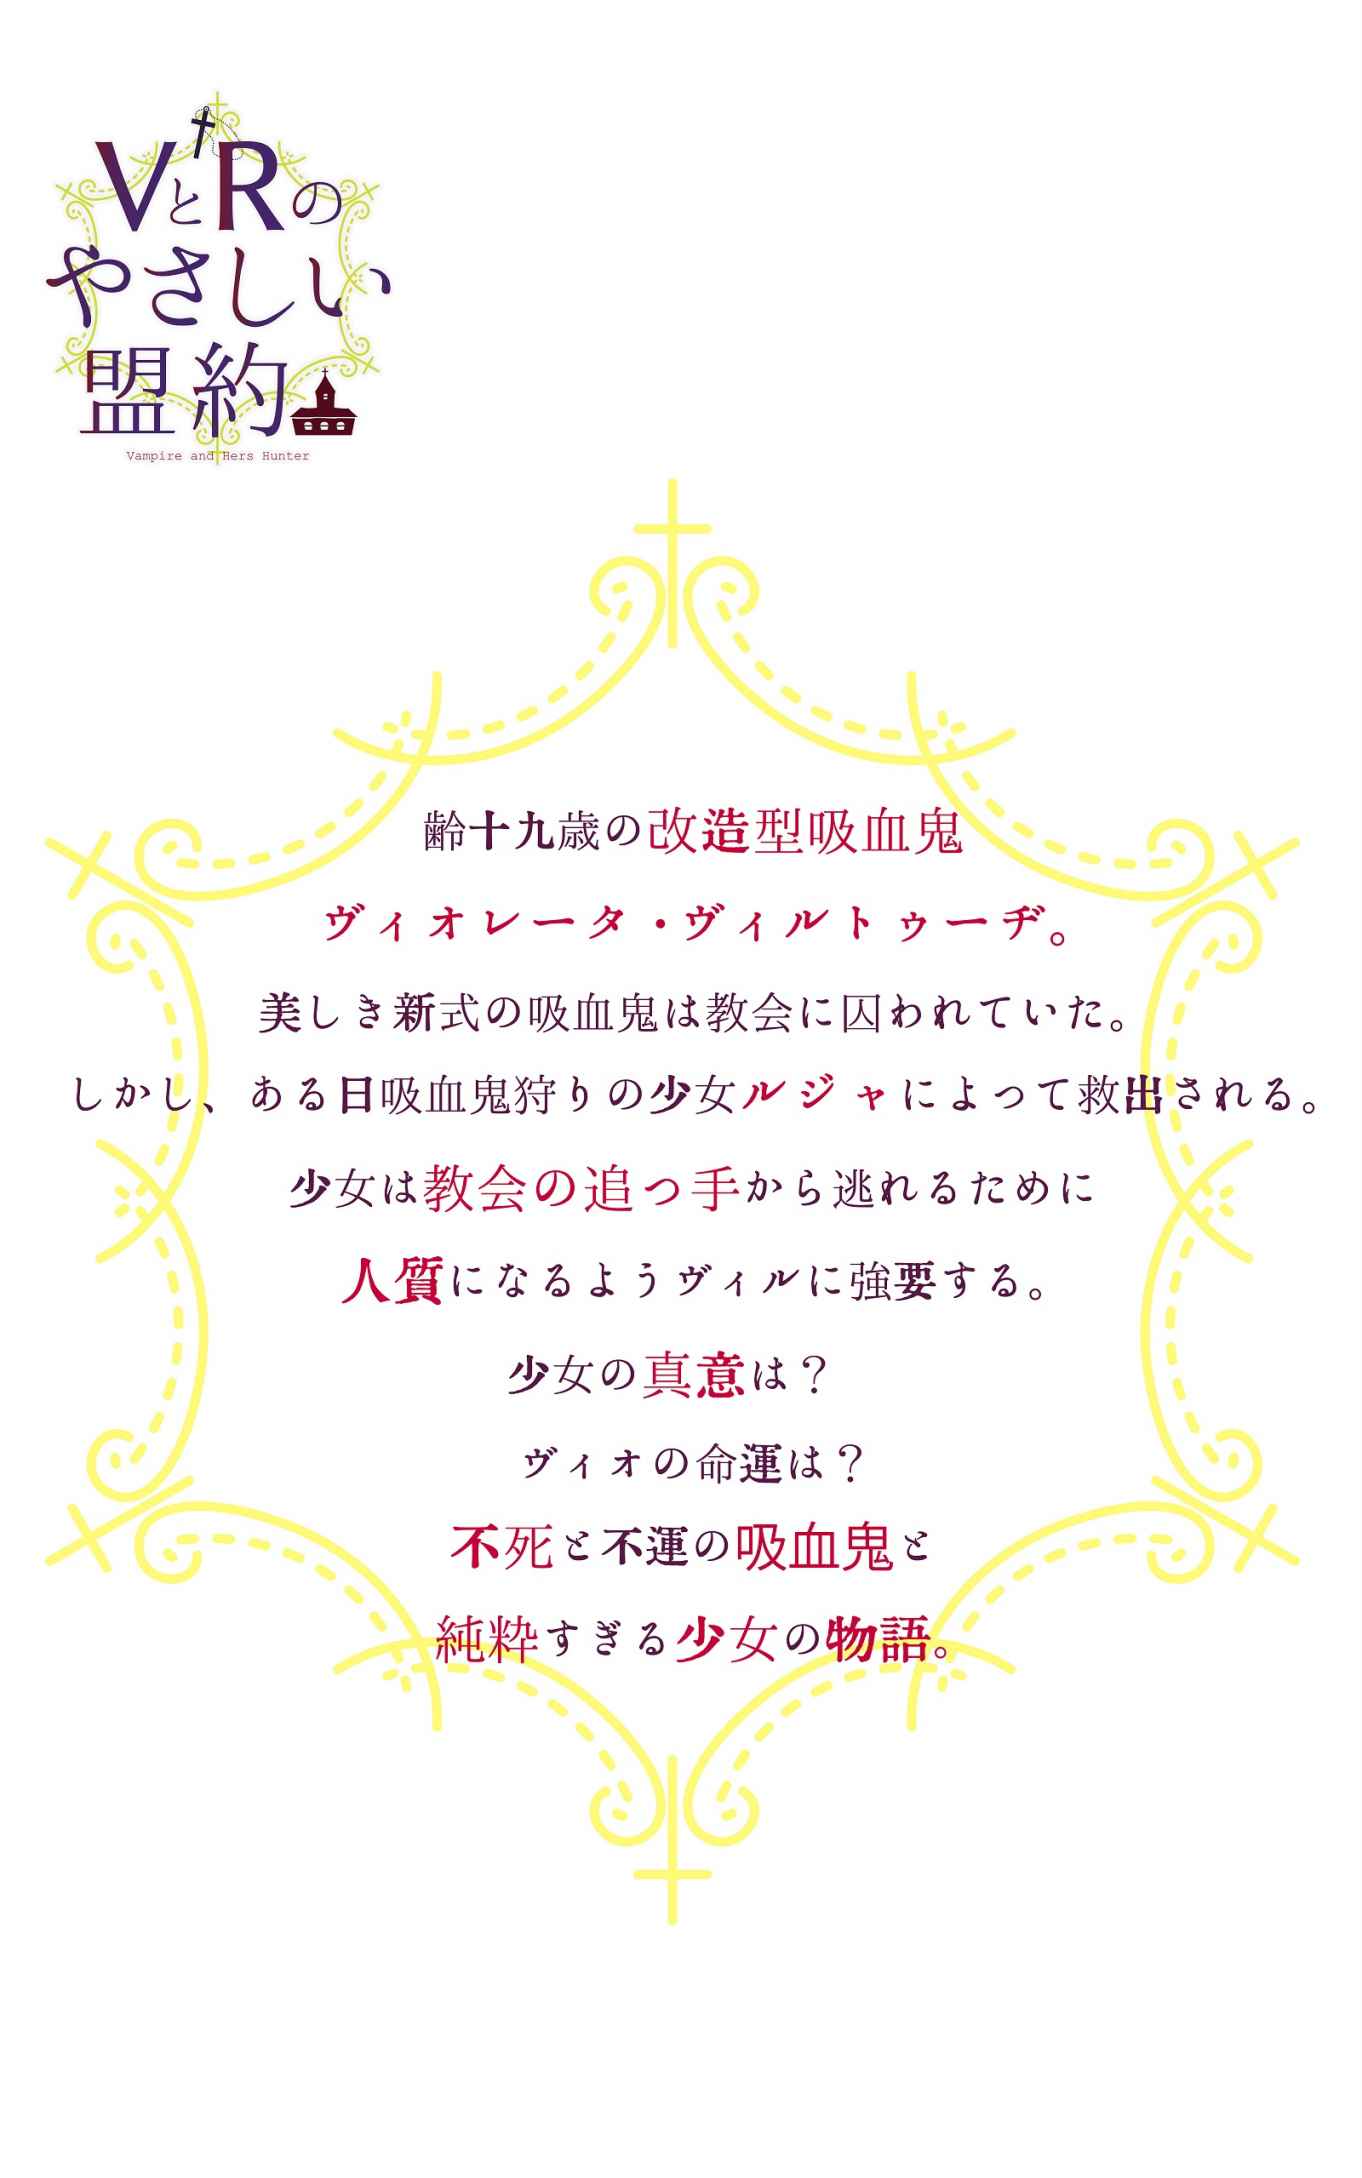 VとRの
やさしい
盟約
Vampire and Hers Hunter
齢十九歳の改造型吸血鬼
ヴィオレータ・ヴィルトゥーヂ。
美しき新式の吸血鬼は教会に囚われていた。
しかし、ある日吸血鬼狩りの少女ルジャによって救出される。
少女は教会の追っ手から逃れるために
人質になるようヴィルに強要する。
少女の真意は？
ヴィオの命運は？
不死と不運の吸血鬼と
純粋すぎる少女の物語。